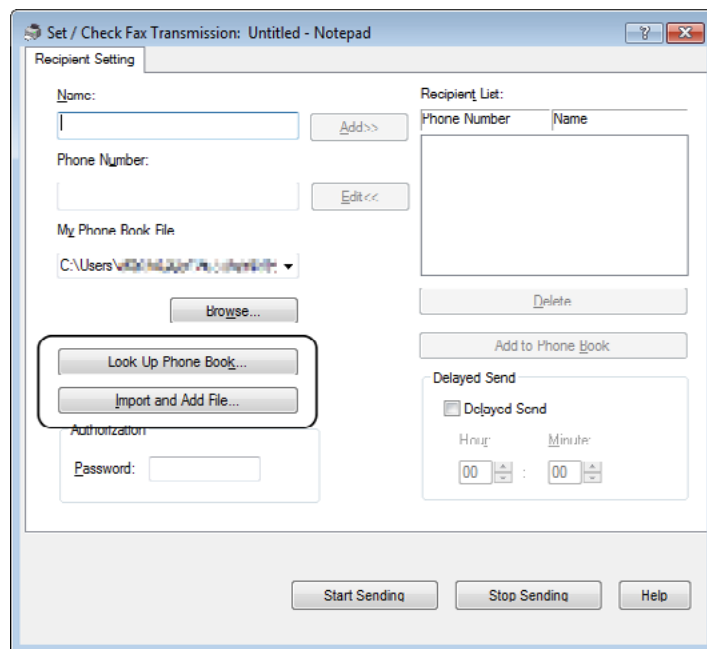 Set / Check Fax Transmission: Untitled - Notepad
Recipient Setting
Name:
Add>>
Phone Number:
Edit<<
My Phone Book File
C:\Users\
Browse...
Look Up Phone Book...
Import and Add File...
Authorization
Password:
Recipient List:
Phone Number Name
Delete
Add to Phone Book
Delayed Send
Delayed Send
Hour: Minute:
00 : 00
Start Sending Stop Sending Help